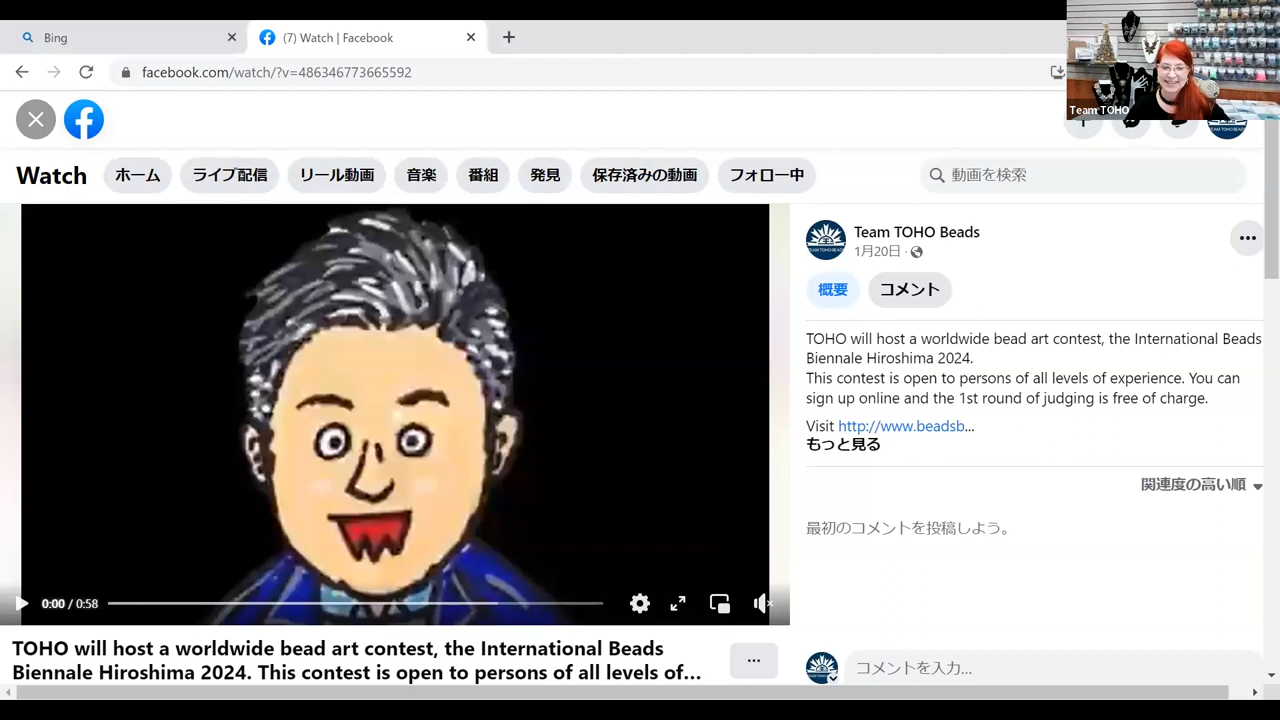 Bing
(7) Watch | Facebook
facebook.com/watch/?v=486346773665592
Team TOHO
Watch
ホーム
ライブ配信
リール動画
音楽
番組
発見
保存済みの動画
フォロー中
動画を検索
Team TOHO Beads
1月20日
概要
コメント
TOHO will host a worldwide bead art contest, the International Beads
Biennale Hiroshima 2024.
This contest is open to persons of all levels of experience. You can
sign up online and the 1st round of judging is free of charge.
Visit http://www.beadsb...
もっと見る
関連度の高い順
最初のコメントを投稿しよう。
0:00 / 0:58
TOHO will host a worldwide bead art contest, the International Beads
Biennale Hiroshima 2024. This contest is open to persons of all levels of...
コメントを入力...